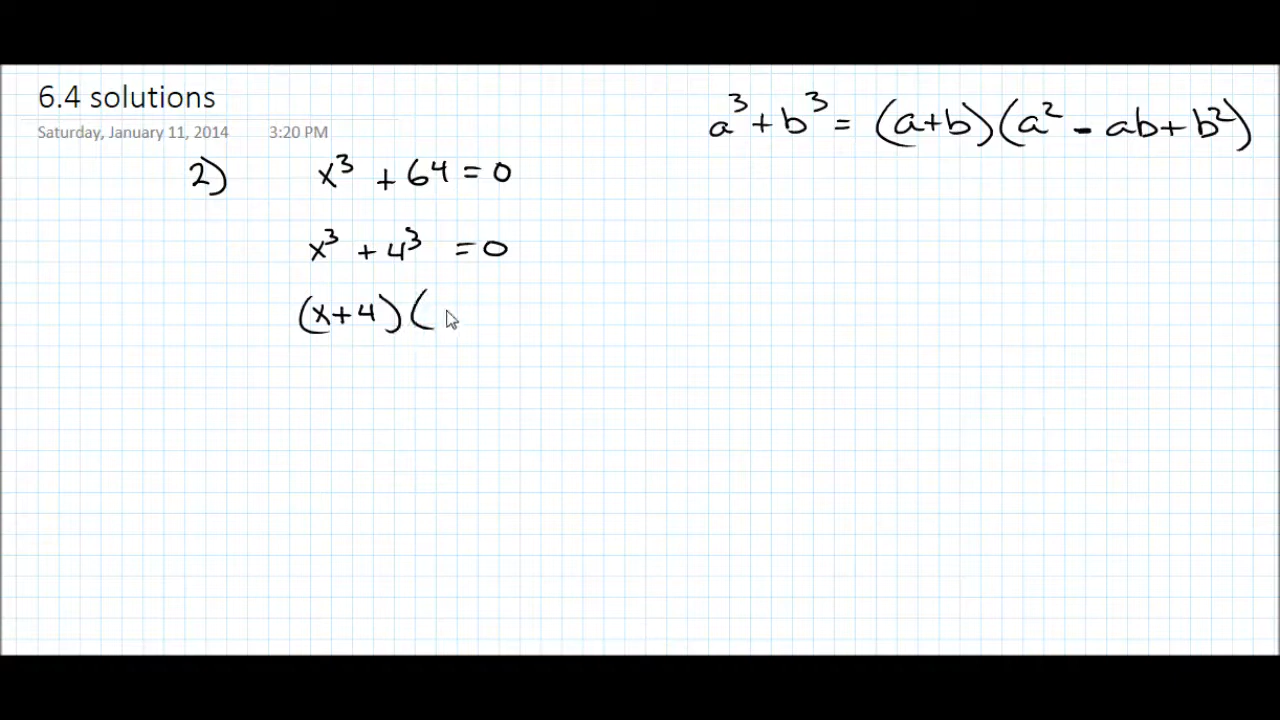 6.4 solutions
Saturday, January 11, 2014 3:20 PM
a³ + b³ = (a+b)(a² - ab + b²)
2) x³ + 64 = 0
x³ + 4³ = 0
(x+4)(